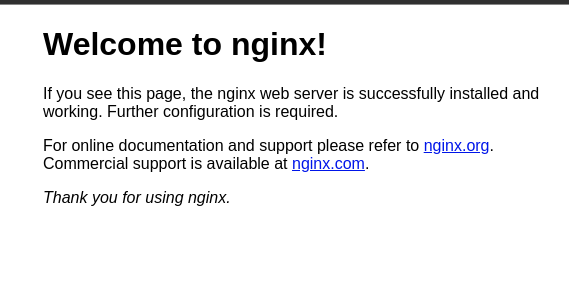 Welcome to nginx!
If you see this page, the nginx web server is successfully installed and
working. Further configuration is required.
For online documentation and support please refer to nginx.org.
Commercial support is available at nginx.com.
Thank you for using nginx.